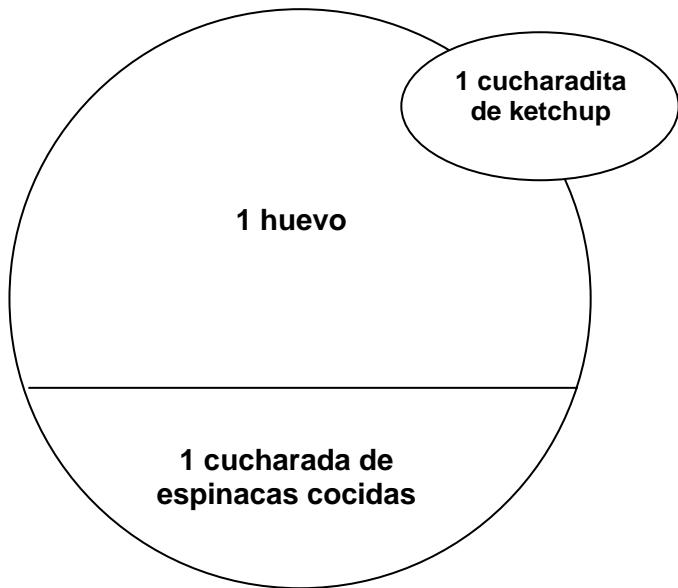 1 cucharadita
de ketchup
1 huevo
1 cucharada de
espinacas cocidas